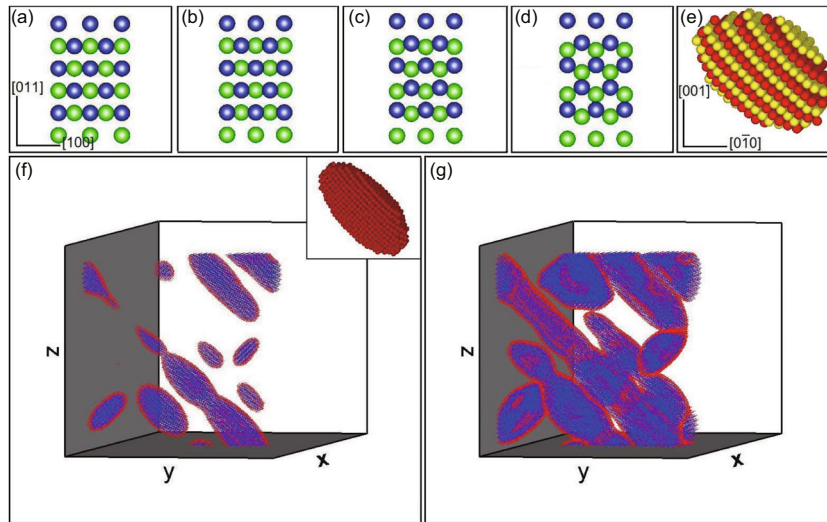 (a)
[011]
[100]
(b)
(c)
(d)
(e)
[001]
[01̄0]
(f)
z
y
x
(g)
z
y
x